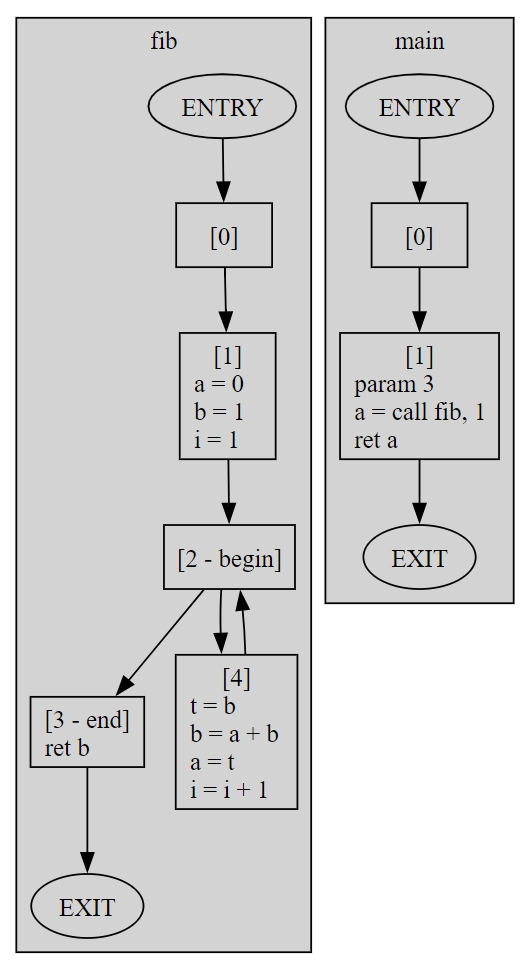 fib
ENTRY
[0]
[1]
a = 0
b = 1
i = 1
[2 - begin]
[3 - end]
ret b
[4]
t = b
b = a + b
a = t
i = i + 1
EXIT
main
ENTRY
[0]
[1]
param 3
a = call fib, 1
ret a
EXIT